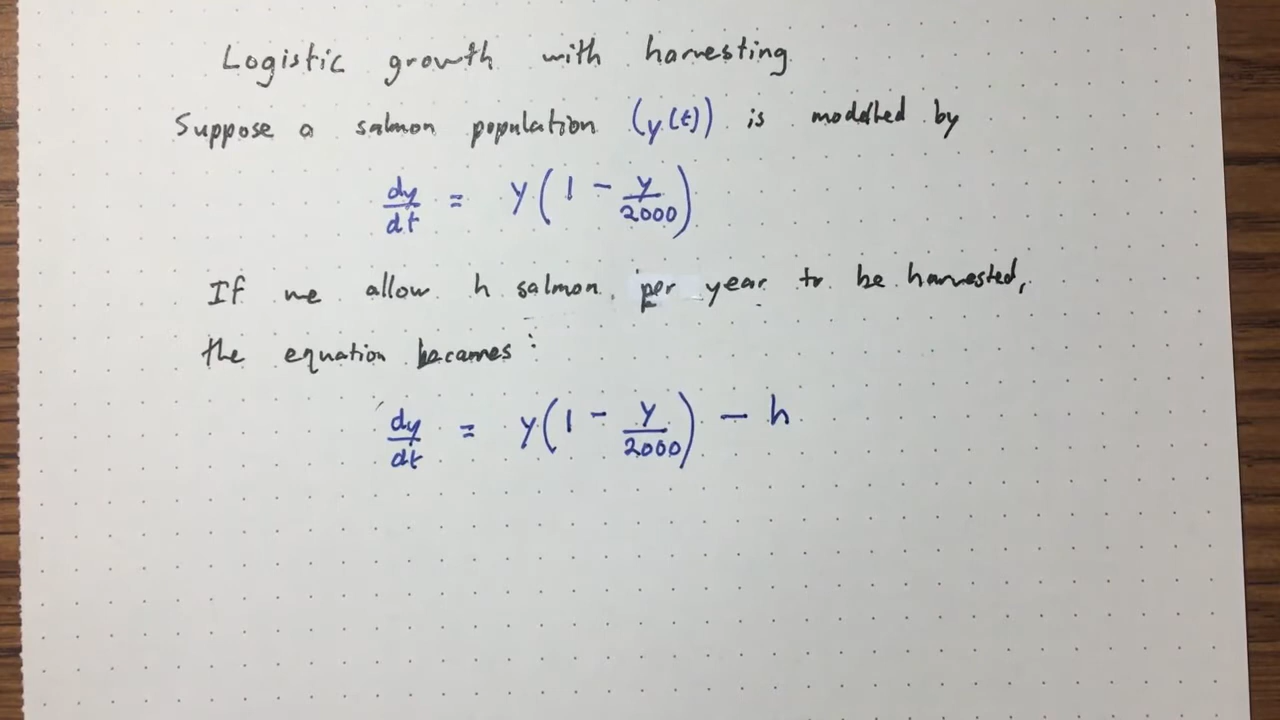 Logistic growth with harvesting
Suppose a salmon population (y(t)) is modelled by
dy/dt = y(1 - y/2000)
If we allow h salmon per year to be harvested,
the equation becomes:
dy/dt = y(1 - y/2000) - h